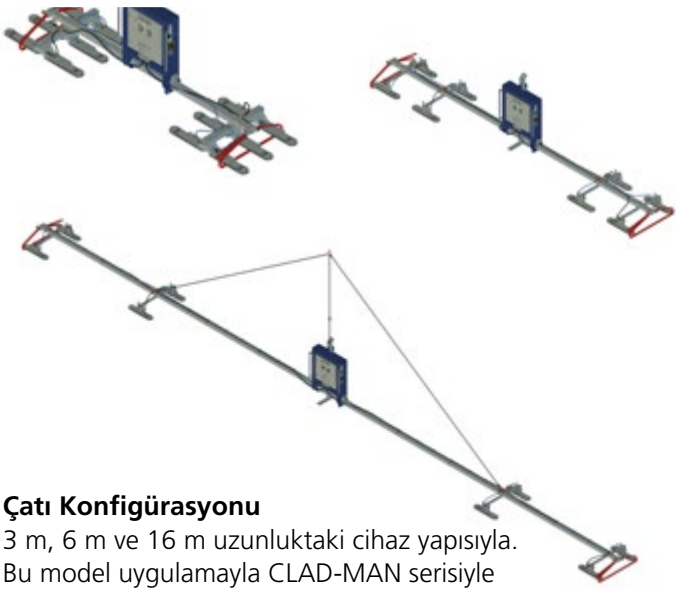 Çatı Konfigürasyonu
3 m, 6 m ve 16 m uzunluktaki cihaz yapısıyla.
Bu model uygulamayla CLAD-MAN serisiyle